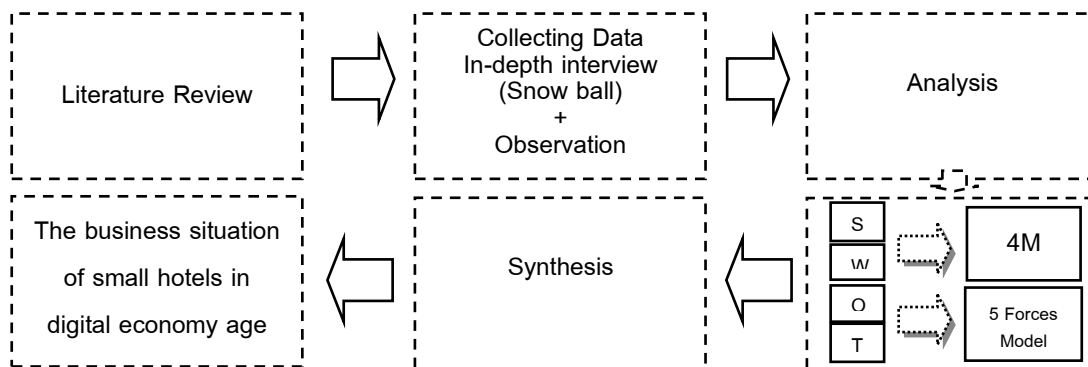 Literature Review
Collecting Data
In-depth interview
(Snow ball)
+
Observation
Analysis
The business situation
of small hotels in
digital economy age
Synthesis
S
W
O
T
4M
5 Forces
Model